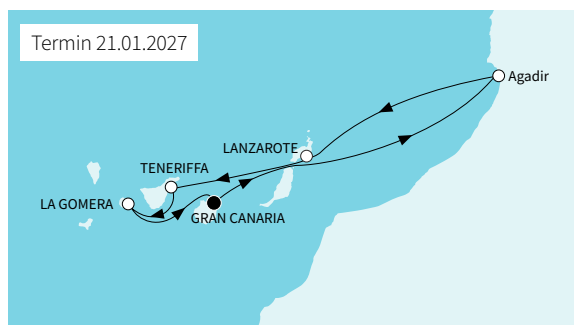 Termin 21.01.2027
Agadir
LANZAROTE
TENERIFFA
LA GOMERA
GRAN CANARIA